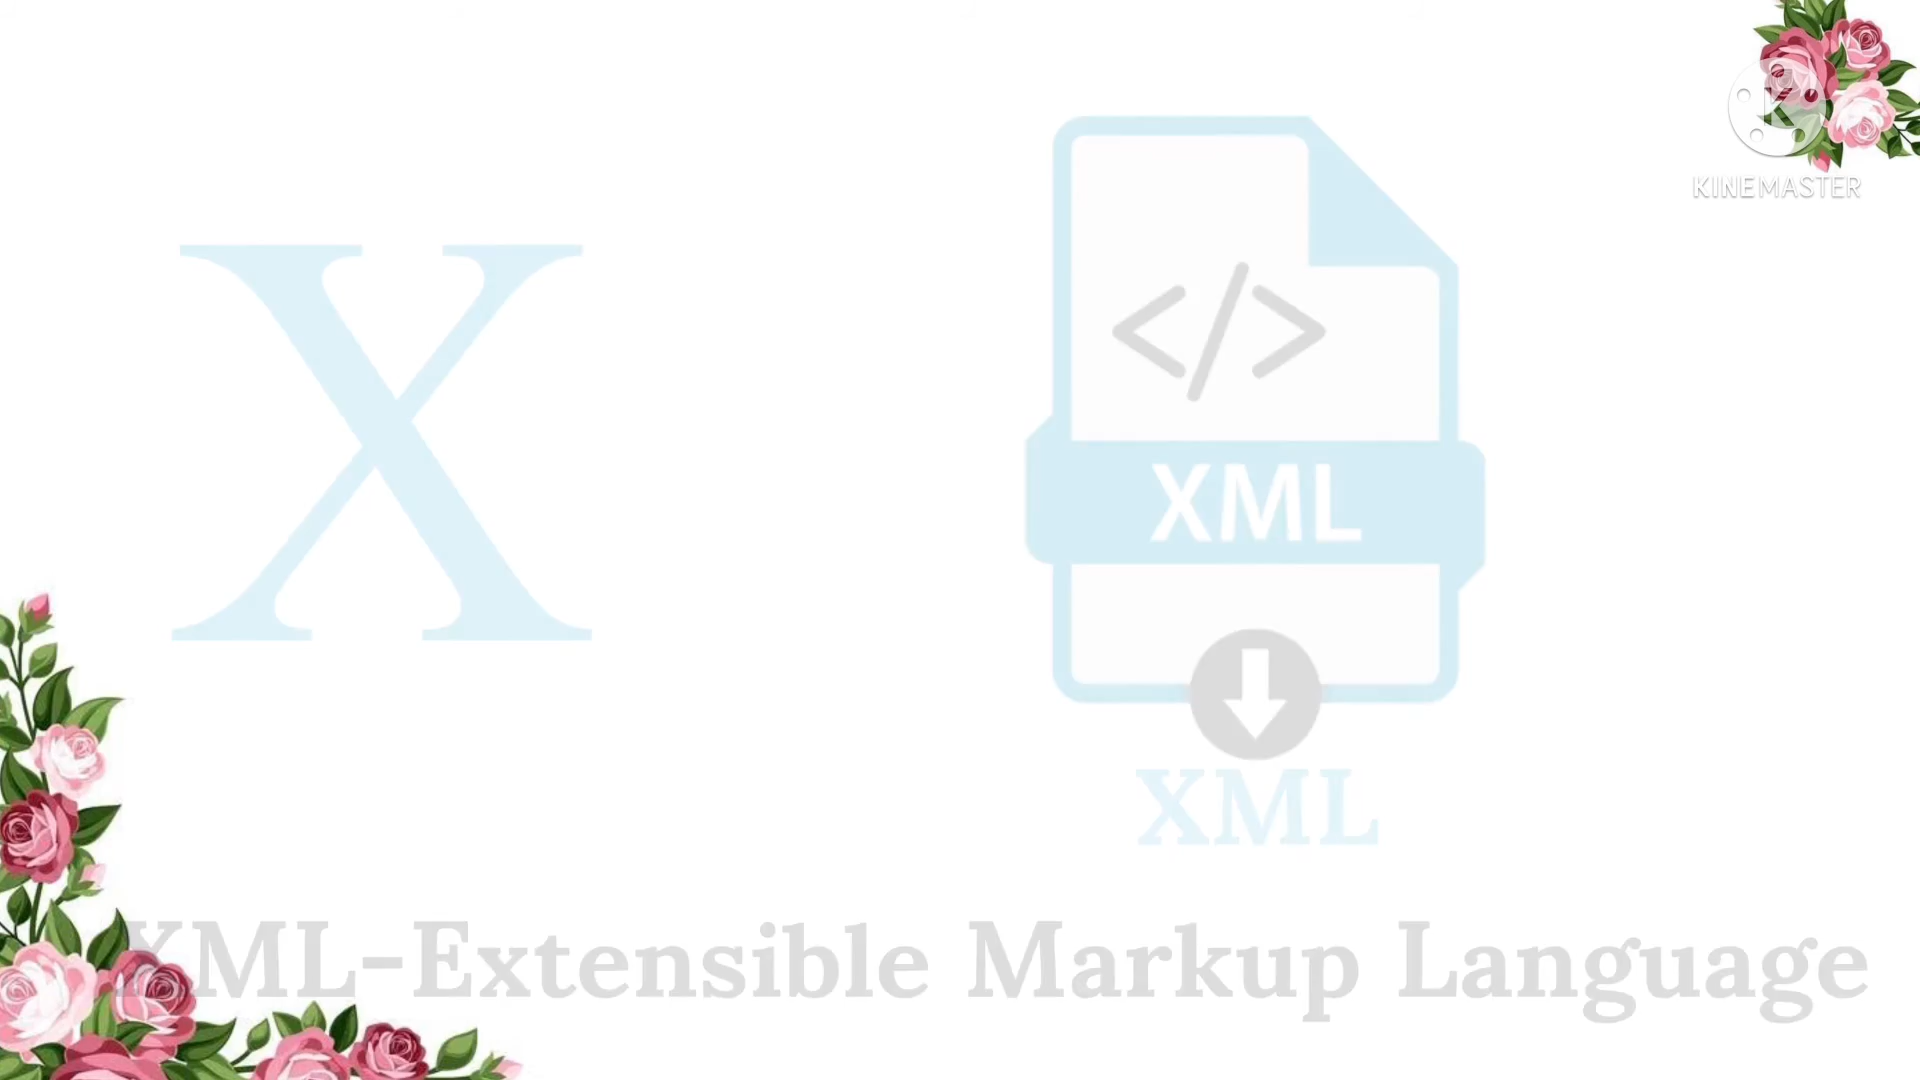 KINEMASTER
X
</>
XML
XML
XML-Extensible Markup Language